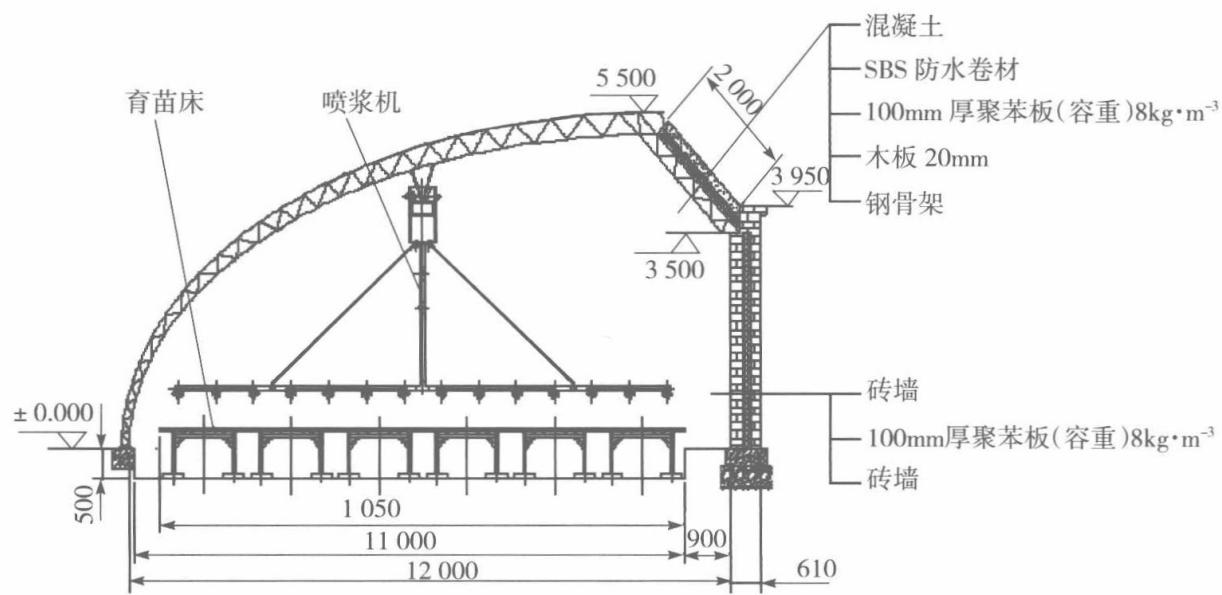 混凝土
SBS 防水卷材
100mm 厚聚苯板(容重)8kg·m⁻³
木板 20mm
钢骨架
育苗床
喷浆机
5 500
2 000
3 950
3 500
± 0.000
500
砖墙
100mm厚聚苯板(容重)8kg·m⁻³
砖墙
1 050
11 000
900
12 000
610